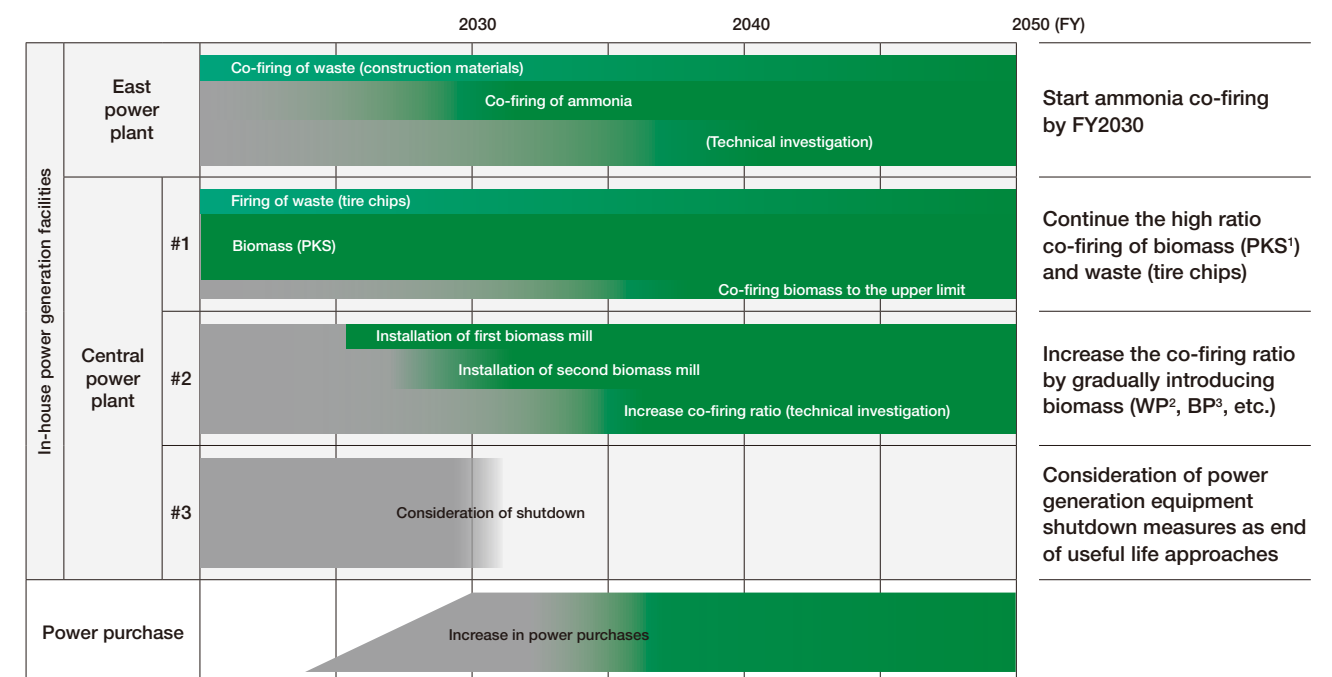 2030
2040
2050 (FY)
In-house power generation facilities
East
power
plant
Co-firing of waste (construction materials)
Co-firing of ammonia
(Technical investigation)
Start ammonia co-firing
by FY2030
Central
power
plant
#1
Firing of waste (tire chips)
Biomass (PKS)
Co-firing biomass to the upper limit
Continue the high ratio
co-firing of biomass (PKS¹)
and waste (tire chips)
#2
Installation of first biomass mill
Installation of second biomass mill
Increase co-firing ratio (technical investigation)
Increase the co-firing ratio
by gradually introducing
biomass (WP², BP³, etc.)
#3
Consideration of shutdown
Consideration of power
generation equipment
shutdown measures as end
of useful life approaches
Power purchase
Increase in power purchases